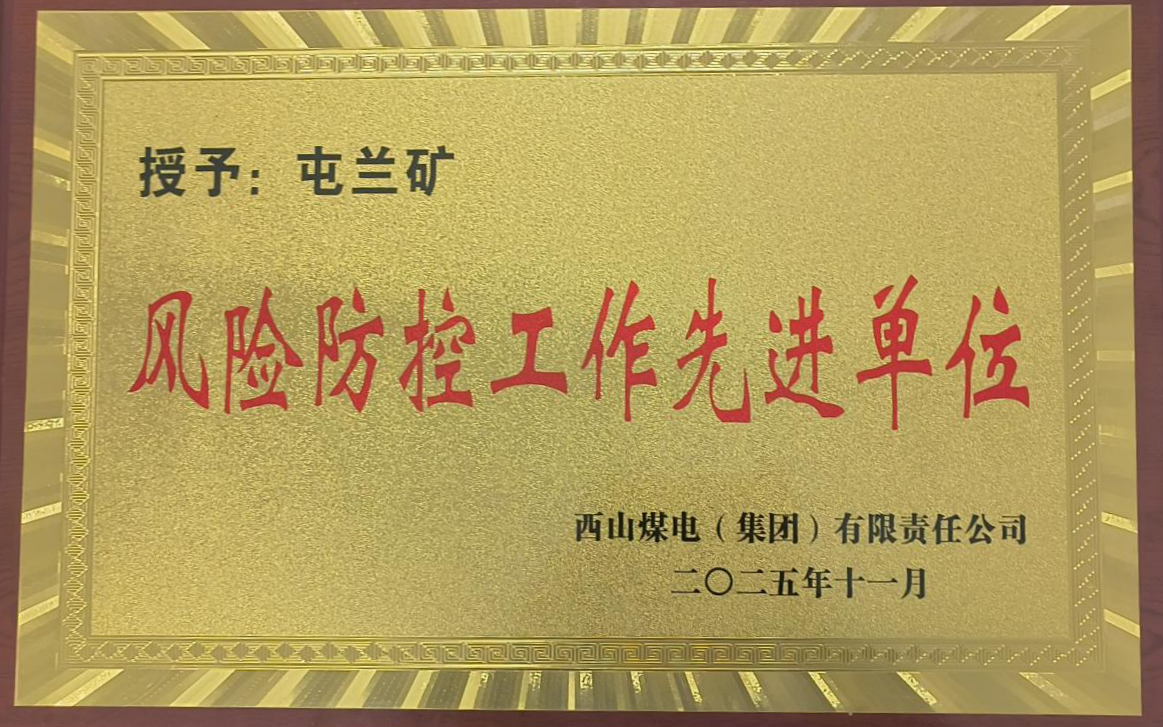 授予：屯兰矿
风险防控工作先进单位
西山煤电（集团）有限责任公司
二〇二五年十一月